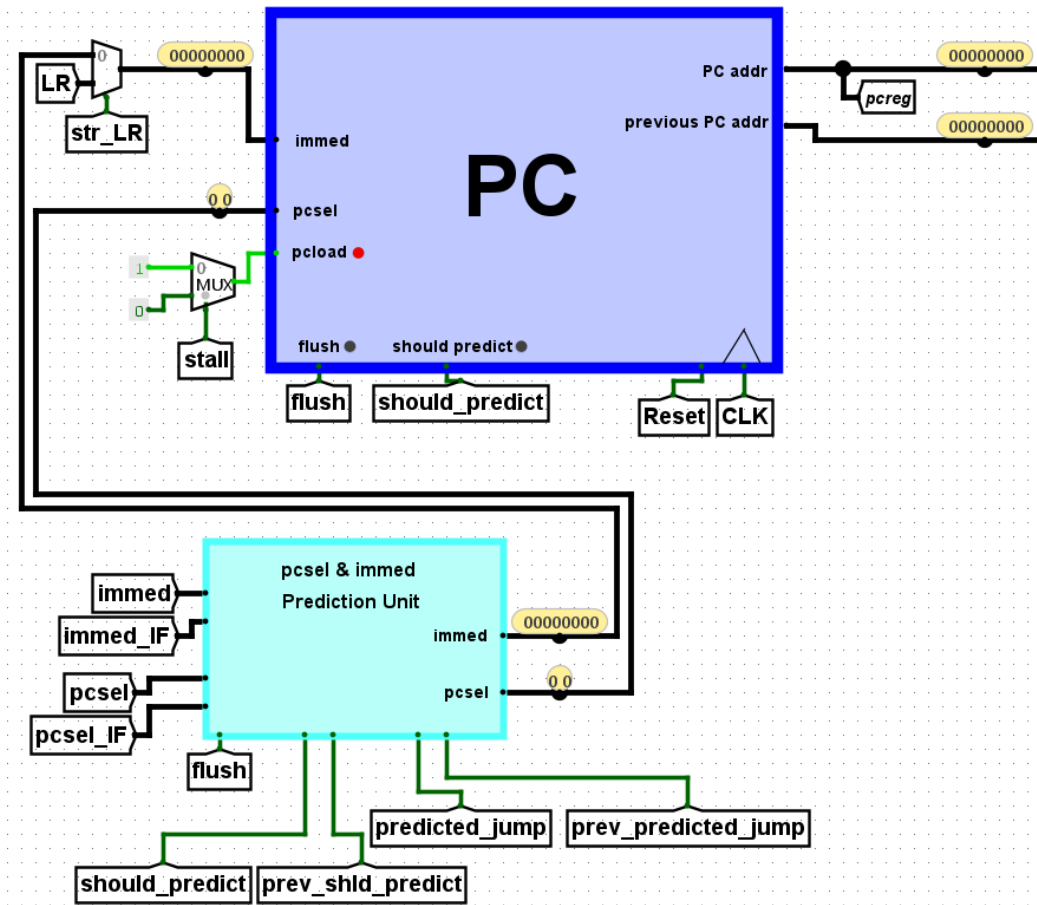 0
00000000
LR
str_LR
immed
PC addr
00000000
pcreg
previous PC addr
00000000
PC
0 0
pcsel
pcload
1
0
MUX
0
stall
flush
should predict
flush
should_predict
Reset
CLK
pcsel & immed
Prediction Unit
immed
immed_IF
immed
00000000
pcsel
pcsel_IF
pcsel
0 0
flush
predicted_jump
prev_predicted_jump
should_predict
prev_shld_predict